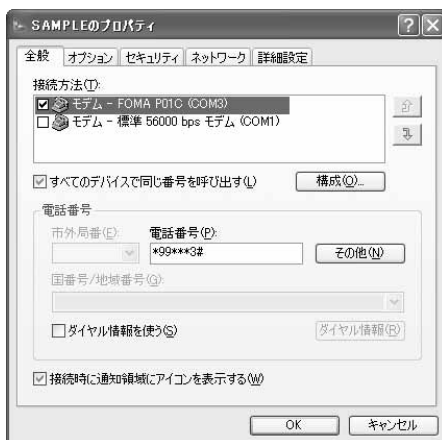 SAMPLEのプロパティ
全般 オプション セキュリティ ネットワーク 詳細設定
接続方法(T):
モデム - FOMA P01C (COM3)
モデム - 標準 56000 bps モデム (COM1)
すべてのデバイスで同じ番号を呼び出す(L) 構成(O)...
電話番号
市外局番(E): 電話番号(P):
*99***3# その他(N)
国番号/地域番号(G):
ダイヤル情報を使う(S) ダイヤル情報(R)
接続時に通知領域にアイコンを表示する(W)
OK キャンセル